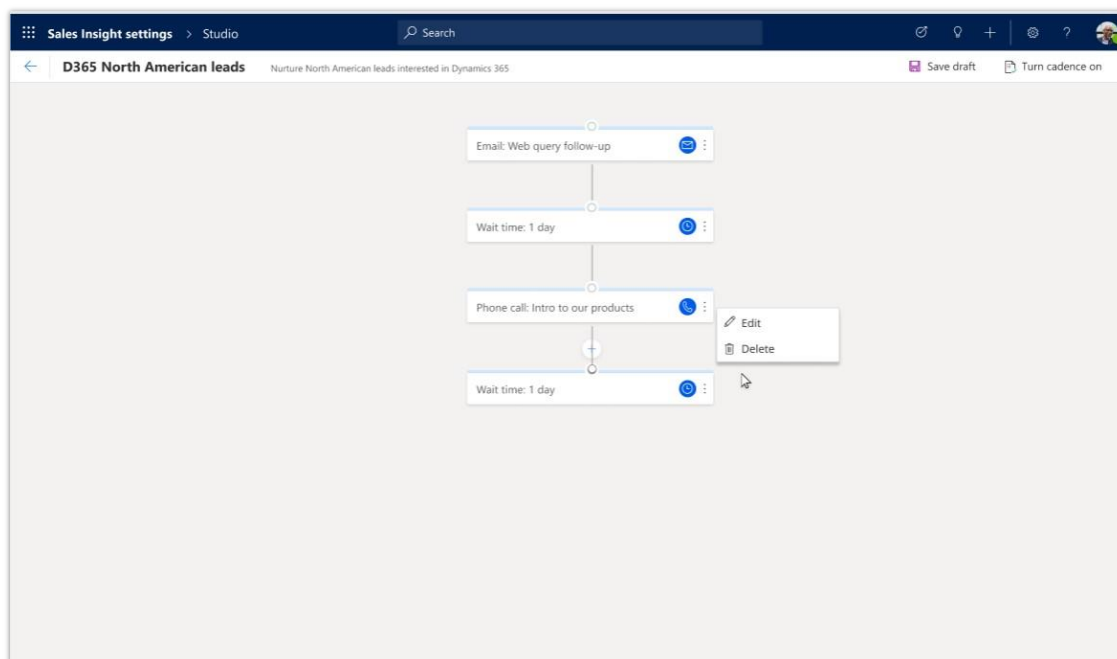 Sales Insight settings > Studio
Search
?
D365 North American leads
Nurture North American leads interested in Dynamics 365
Save draft
Turn cadence on
Email: Web query follow-up
Wait time: 1 day
Phone call: Intro to our products
Edit
Delete
Wait time: 1 day